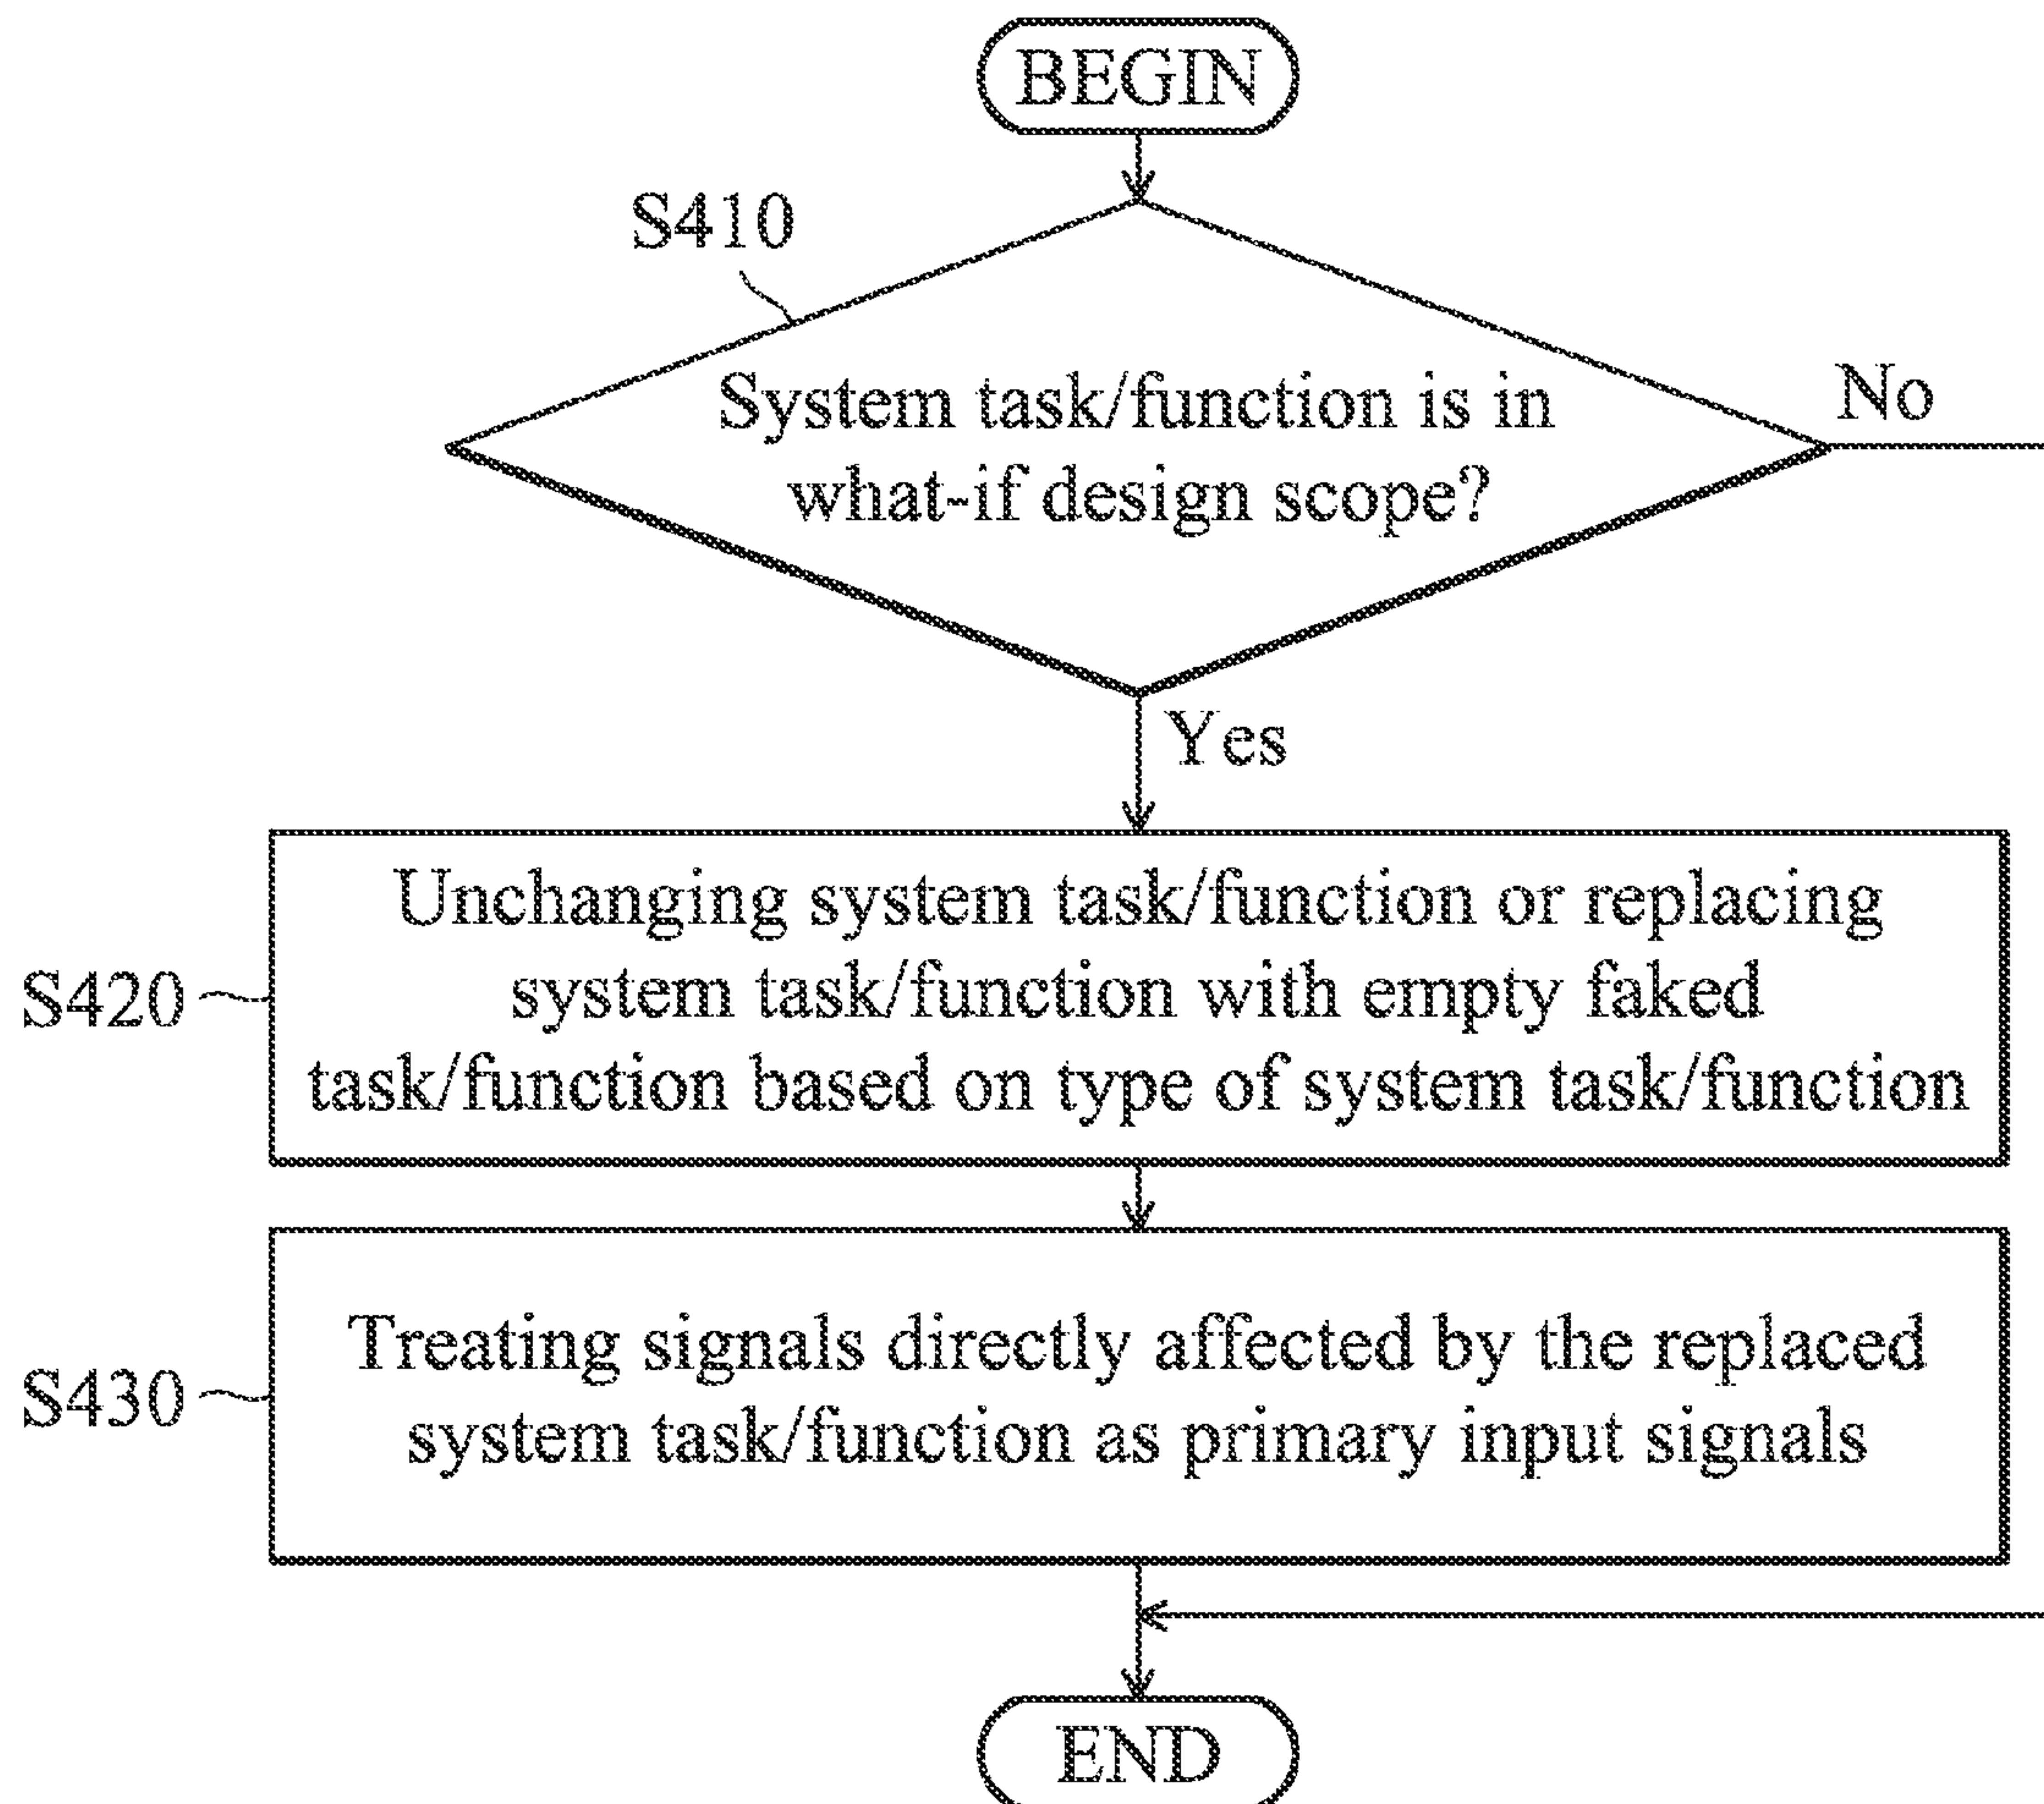 BEGIN
S410
System task/function is in
what-if design scope?
No
Yes
S420
Unchanging system task/function or replacing
system task/function with empty faked
task/function based on type of system task/function
S430
Treating signals directly affected by the replaced
system task/function as primary input signals
END